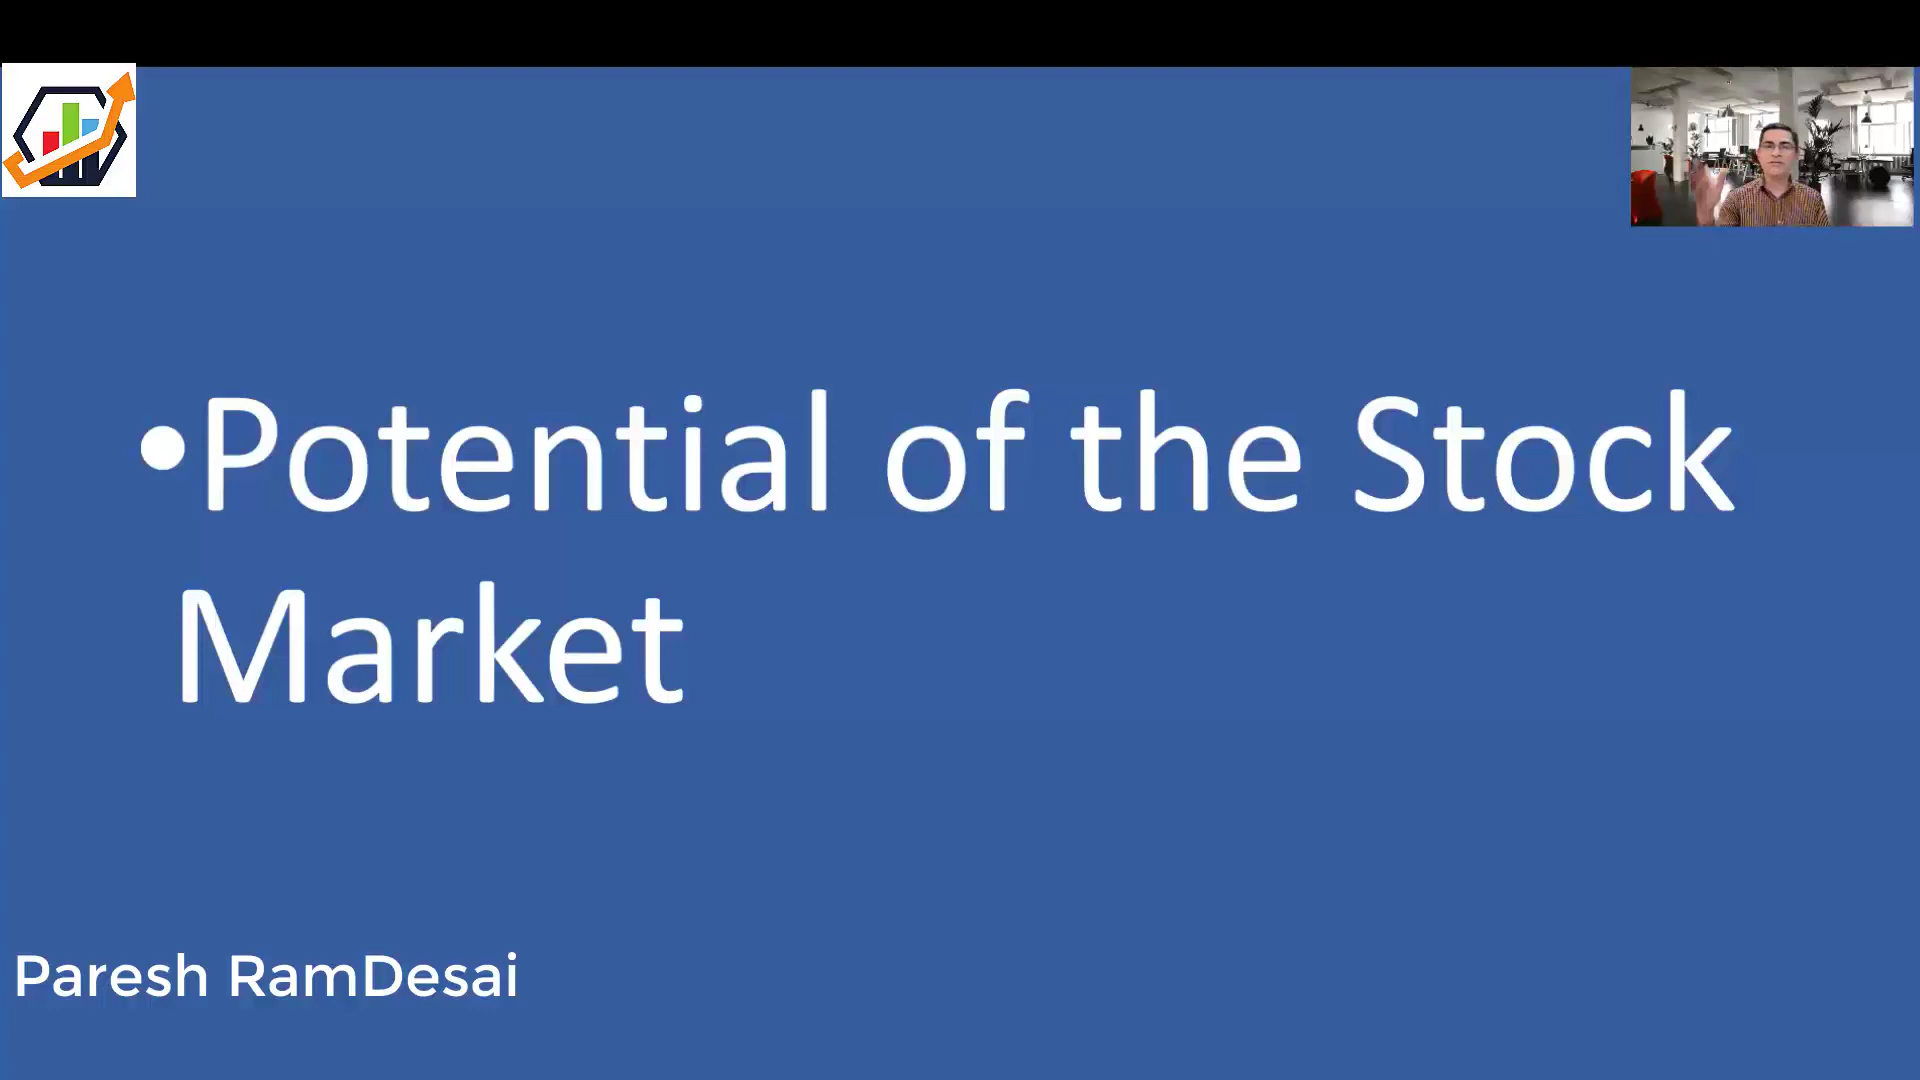 •Potential of the Stock
Market
Paresh RamDesai